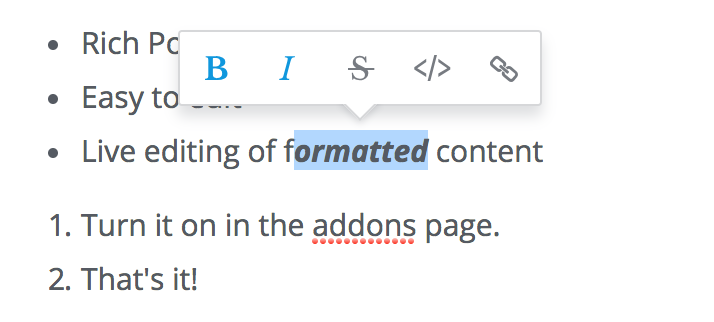 B I S </>
• Rich Po
• Easy to
• Live editing of formatted content
1. Turn it on in the addons page.
2. That's it!